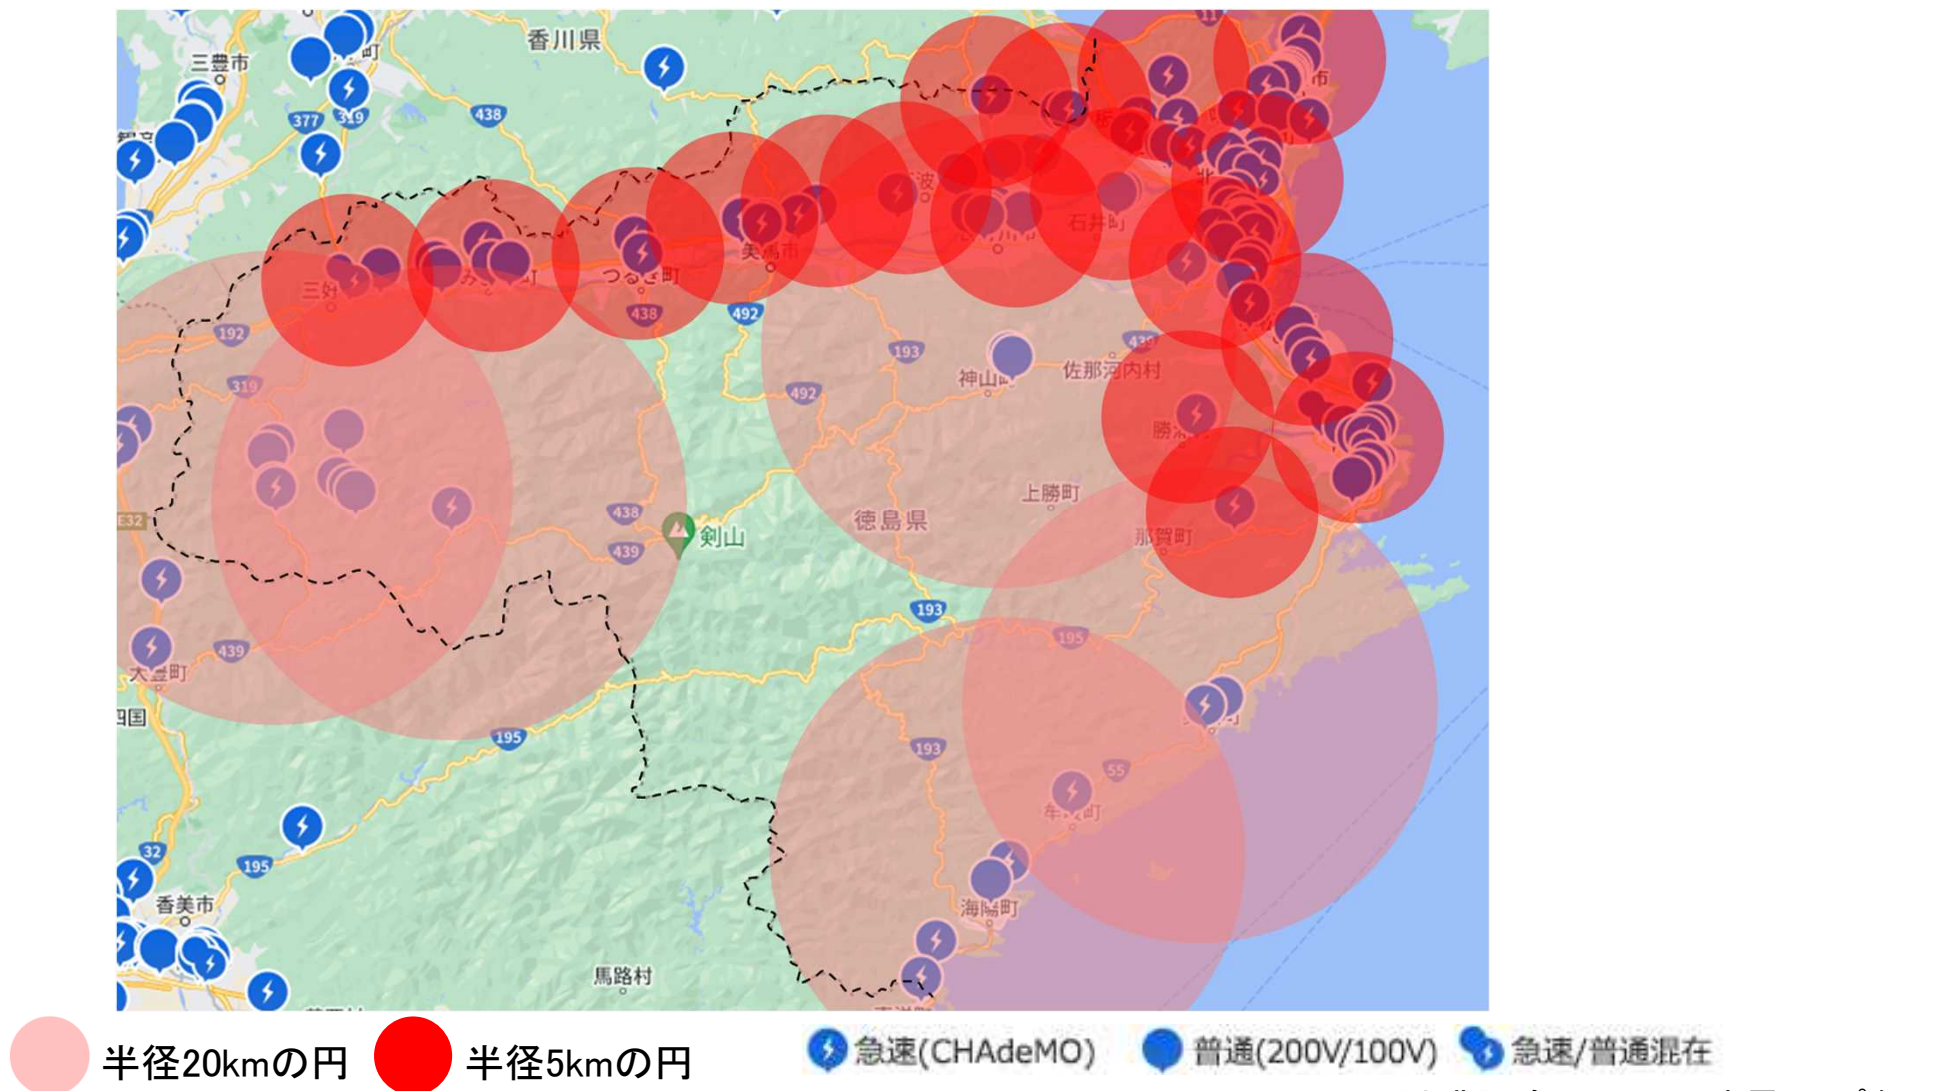 香川県
三豊市
11
市
377
319
438
石井町
美馬市
つるぎ町
438
492
192
193
439
神山町
佐那河内村
319
492
上勝町
438
E32
徳島県
剣山
那賀町
439
193
195
439
大豊町
四国
195
193
55
牟岐町
32
195
香美市
海陽町
馬路村
半径20kmの円
半径5kmの円
急速(CHAdeMO)
普通(200V/100V)
急速/普通混在